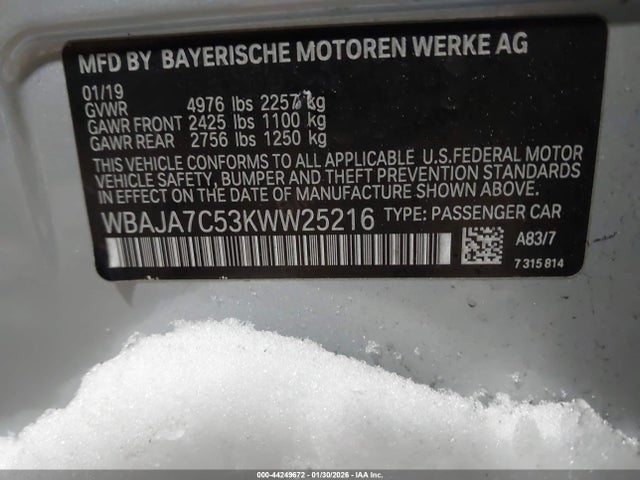 MFD BY BAYERISCHE MOTOREN WERKE AG
01/19
GVWR 4976 lbs 2257 kg
GAWR FRONT 2425 lbs 1100 kg
GAWR REAR 2756 lbs 1250 kg
THIS VEHICLE CONFORMS TO ALL APPLICABLE U.S.FEDERAL MOTOR
VEHICLE SAFETY, BUMPER AND THEFT PREVENTION STANDARDS
IN EFFECT ON THE DATE OF MANUFACTURE SHOWN ABOVE.
WBAJA7C53KWW25216 TYPE: PASSENGER CAR
A83/7
7 315 814
000-44249672 - 01/30/2026 - IAAI.COM